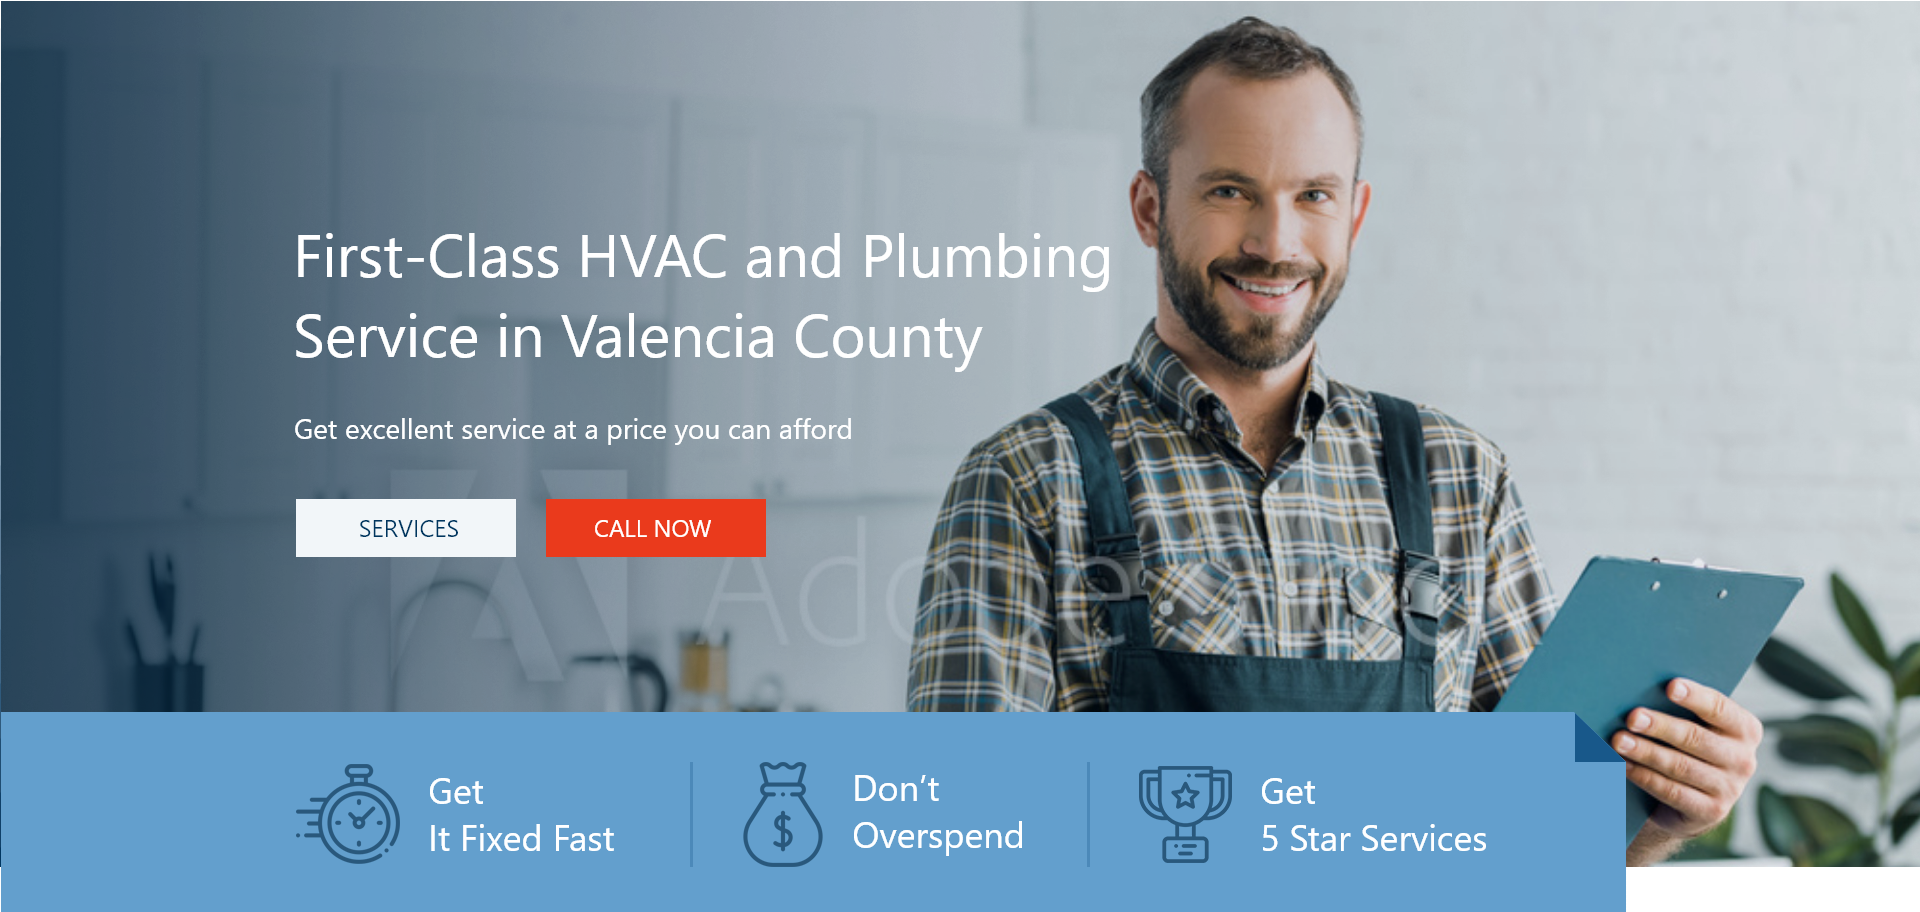 First-Class HVAC and Plumbing
Service in Valencia County
Get excellent service at a price you can afford
SERVICES
CALL NOW
Adobe Stock
Get
It Fixed Fast
Don’t
Overspend
Get
5 Star Services